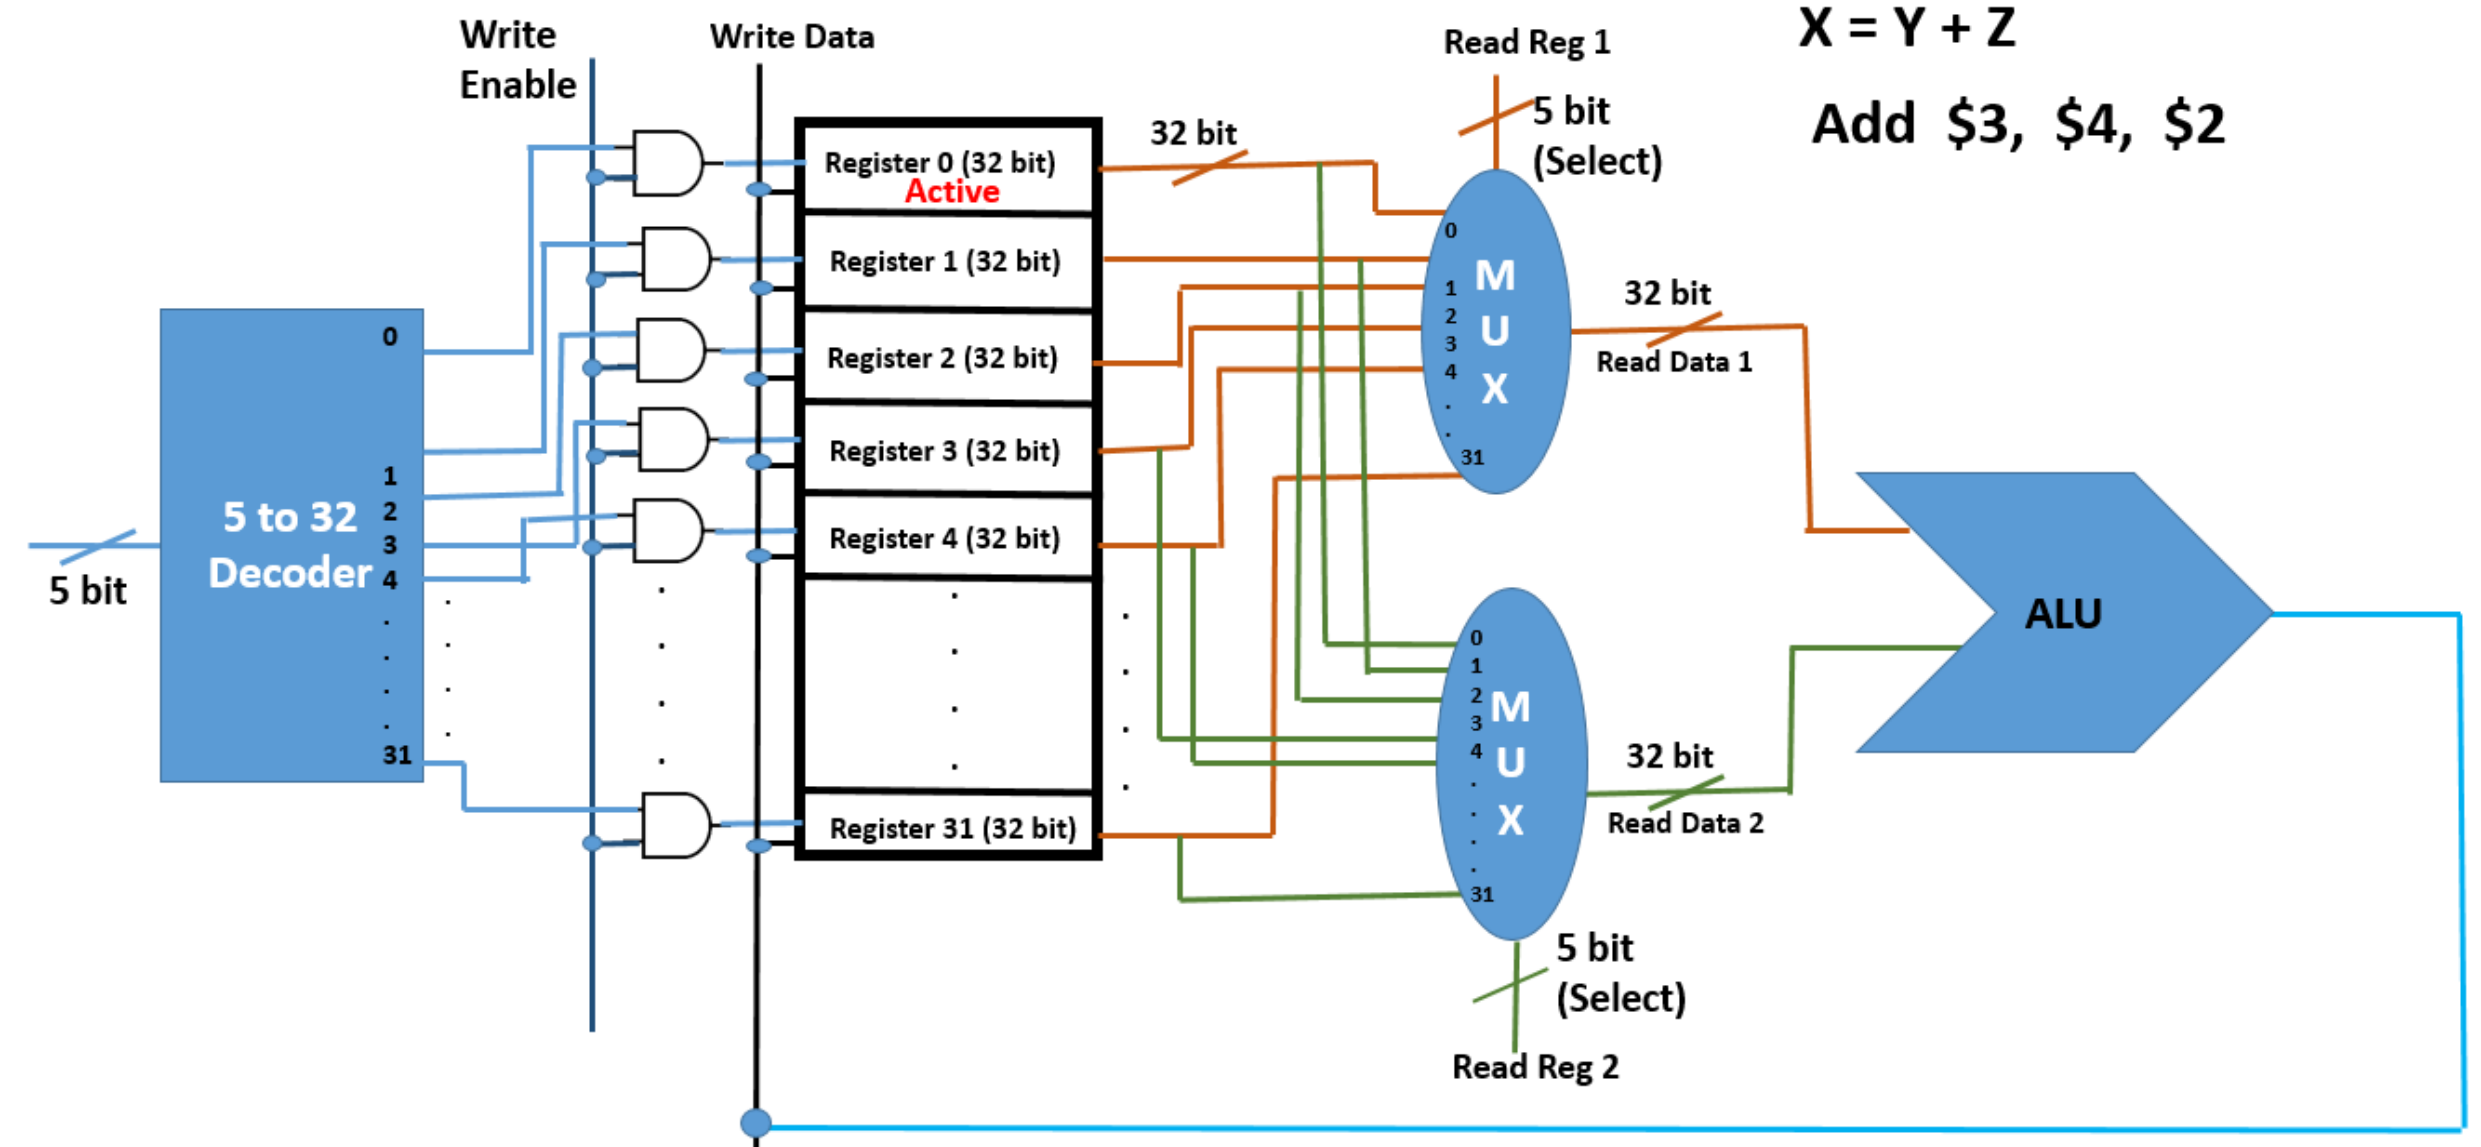 Write
Enable
Write Data
Read Reg 1
X = Y + Z
Add $3, $4, $2
5 bit
(Select)
32 bit
Register 0 (32 bit)
Active
Register 1 (32 bit)
Register 2 (32 bit)
Register 3 (32 bit)
Register 4 (32 bit)
.
.
.
.
Register 31 (32 bit)
5 bit
5 to 32
Decoder
0
1
2
3
4
.
.
.
.
31
.
.
.
.
.
.
.
.
.
.
.
.
0
1
2
3
4
.
.
31
M
U
X
32 bit
Read Data 1
0
1
2
3
4
.
.
.
.
31
M
U
X
32 bit
Read Data 2
ALU
5 bit
(Select)
Read Reg 2